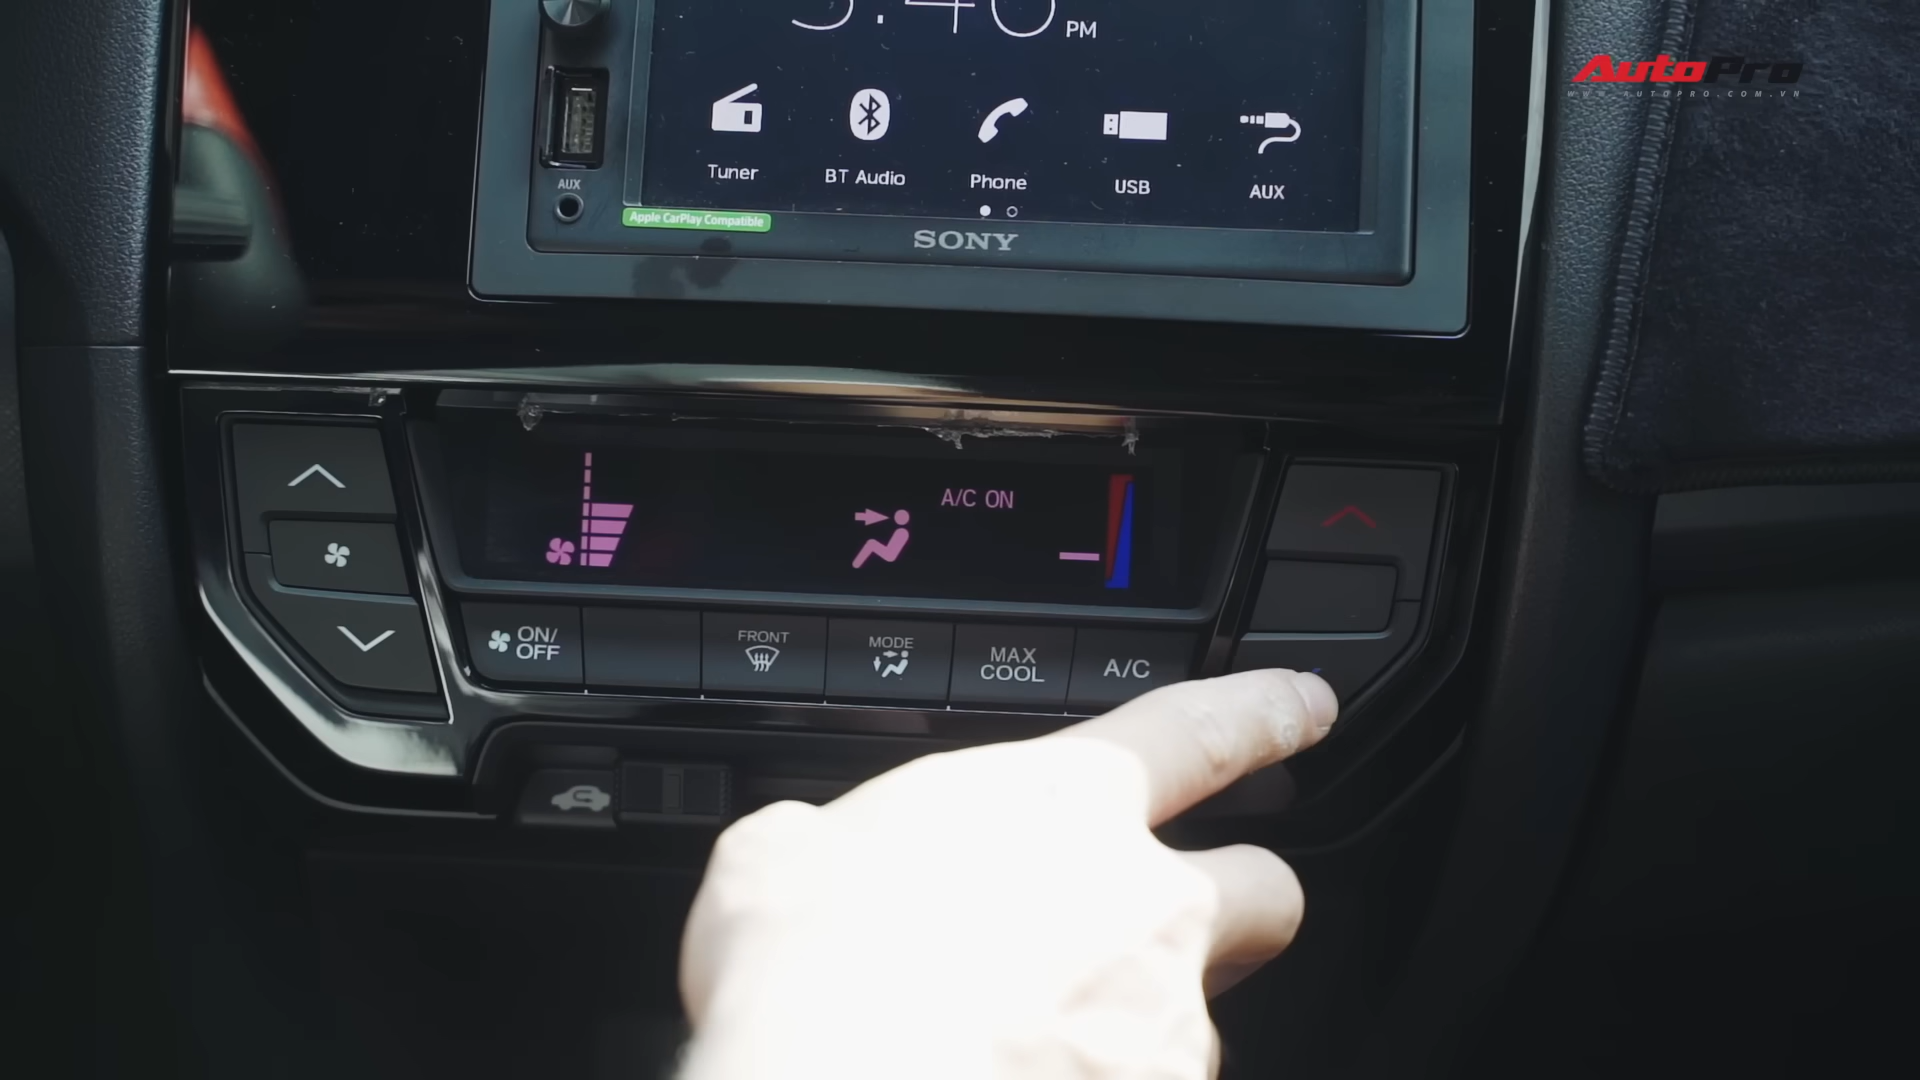 PM
AutoPro
WWW.AUTOPRO.COM.VN
Tuner
BT Audio
Phone
USB
AUX
AUX
Apple CarPlay Compatible
SONY
A/C ON
ON/
OFF
FRONT
MODE
MAX
COOL
A/C